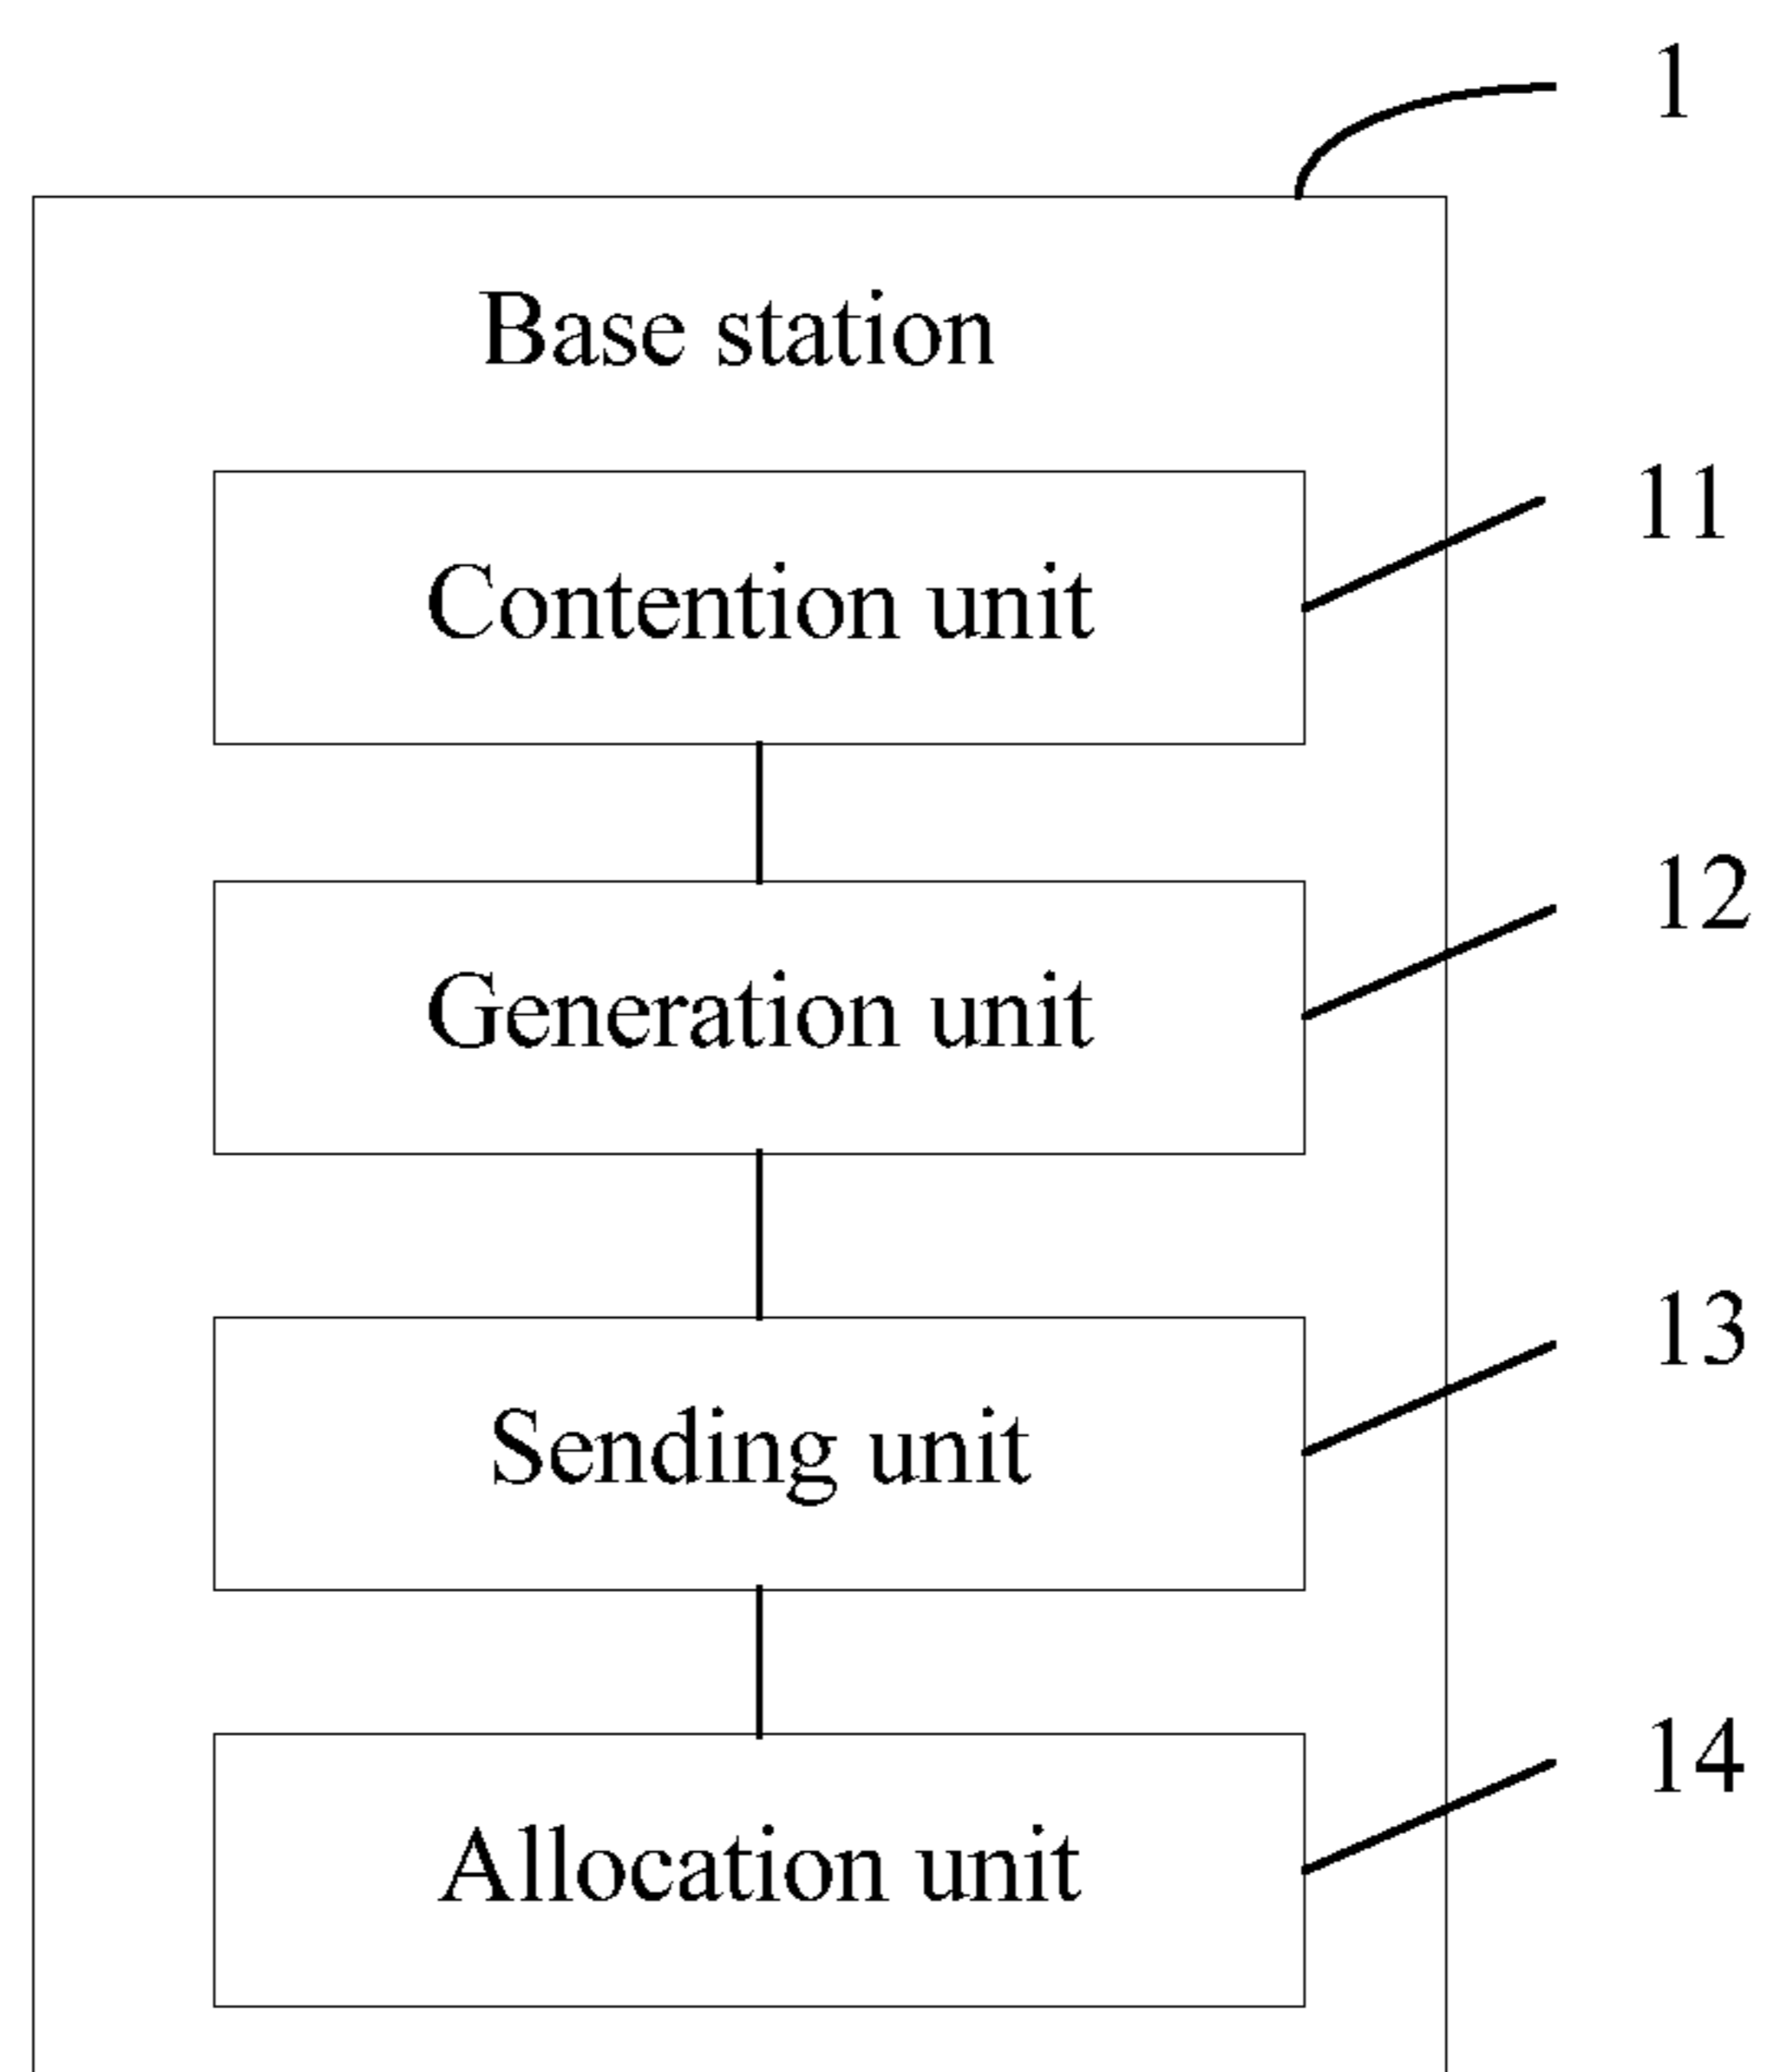 1
Base station
11
Contention unit
12
Generation unit
13
Sending unit
14
Allocation unit